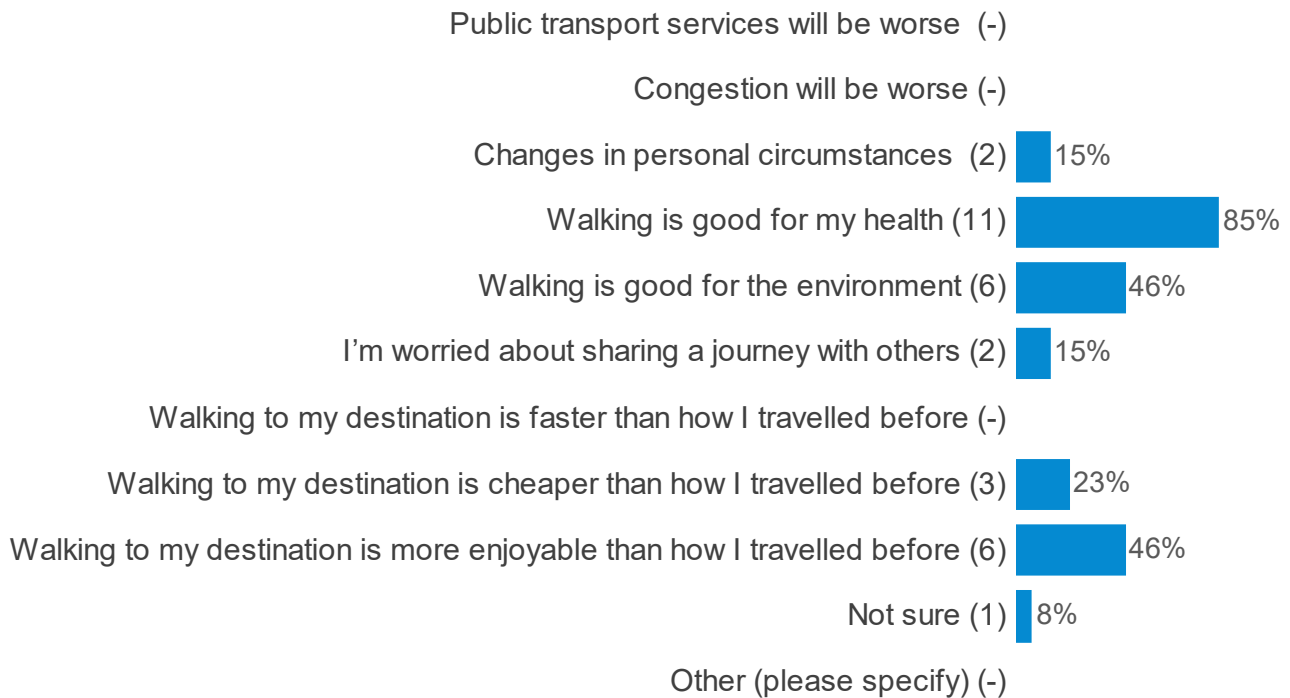 Public transport services will be worse  (-)
Congestion will be worse (-)
Changes in personal circumstances  (2) 15%
Walking is good for my health (11) 85%
Walking is good for the environment (6) 46%
I’m worried about sharing a journey with others (2) 15%
Walking to my destination is faster than how I travelled before (-)
Walking to my destination is cheaper than how I travelled before (3) 23%
Walking to my destination is more enjoyable than how I travelled before (6) 46%
Not sure (1) 8%
Other (please specify) (-)